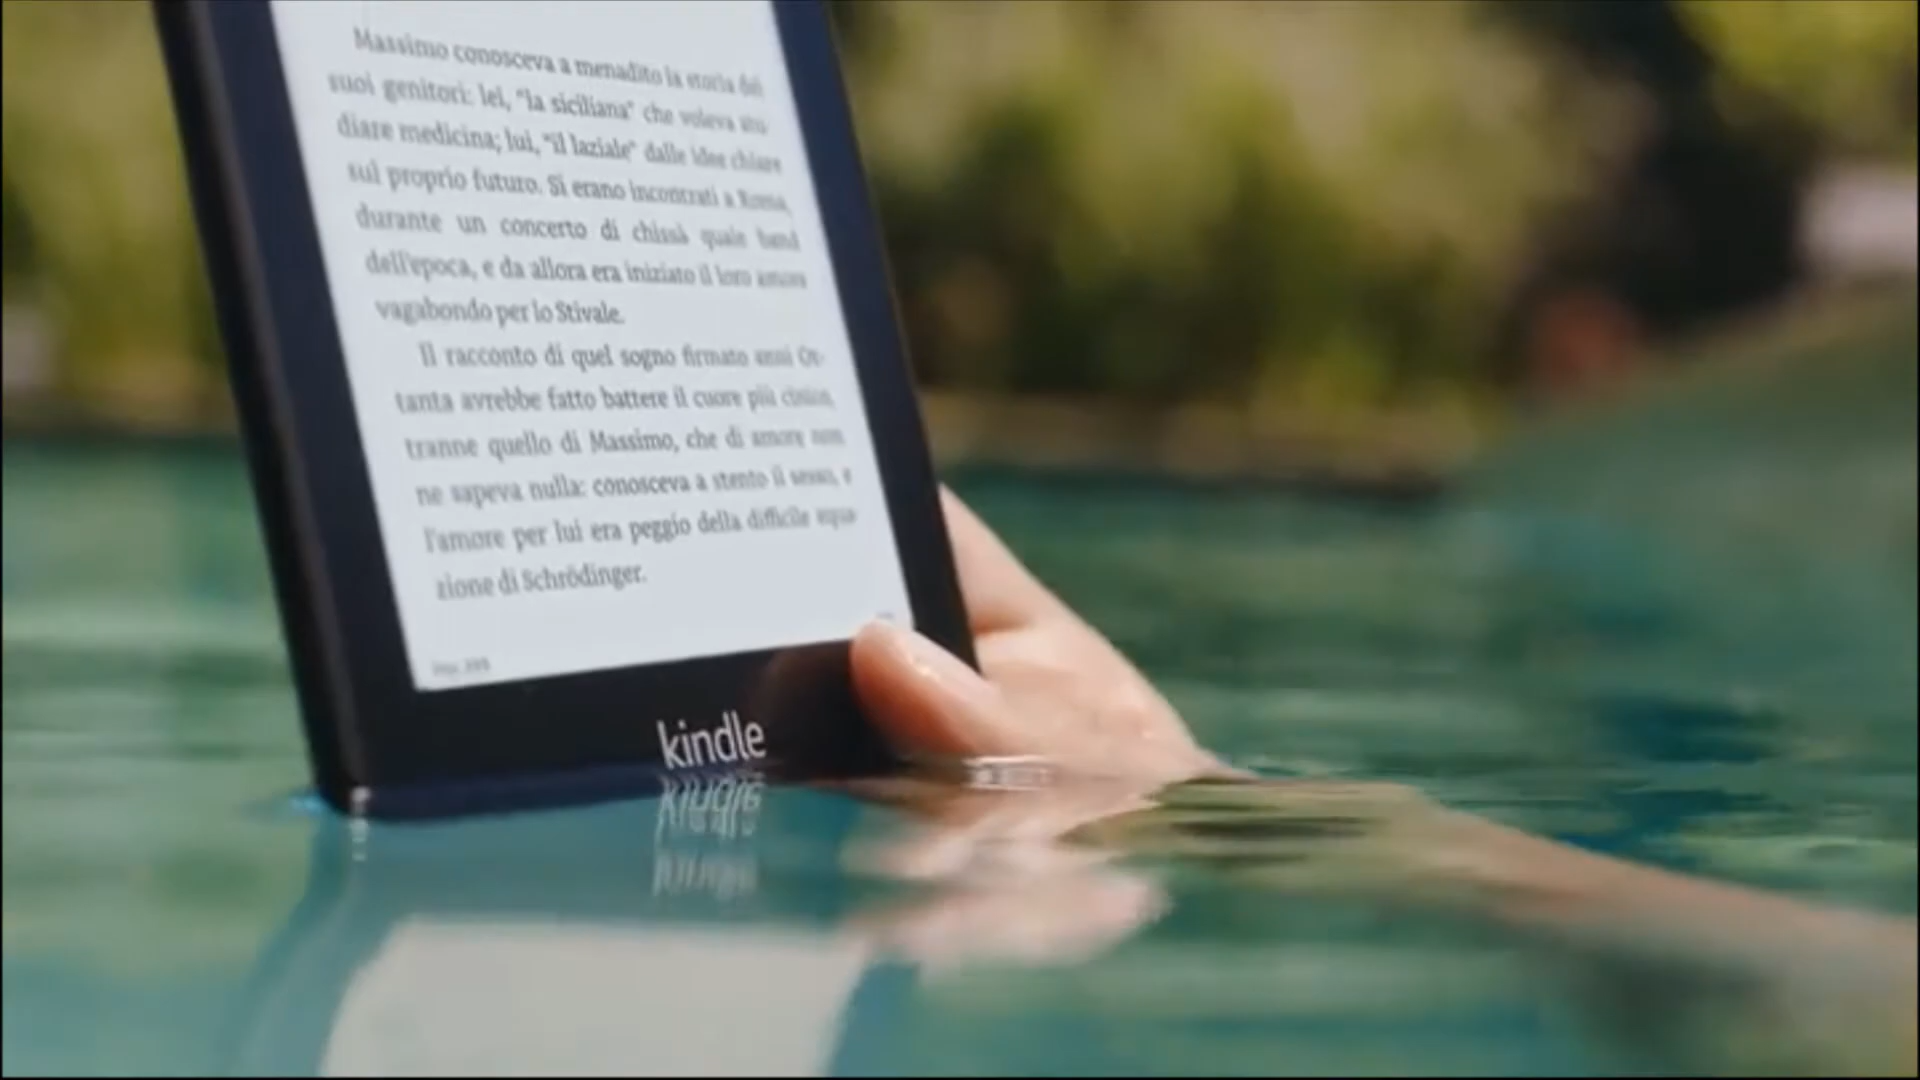 Massimo conosceva a menadito la storia dei
suoi genitori: lei, "la siciliana" che voleva stu-
diare medicina; lui, "il laziale" dalle idee chiare
sul proprio futuro. Si erano incontrati a Roma,
durante un concerto di chissà quale band
dell'epoca, e da allora era iniziato il loro amore
vagabondo per lo Stivale.
Il racconto di quel sogno firmato anni Ot-
tanta avrebbe fatto battere il cuore più cinico,
tranne quello di Massimo, che di amore non
ne sapeva nulla: conosceva a stento il sesso, e
l'amore per lui era peggio della difficile equa-
zione di Schrödinger.
kindle